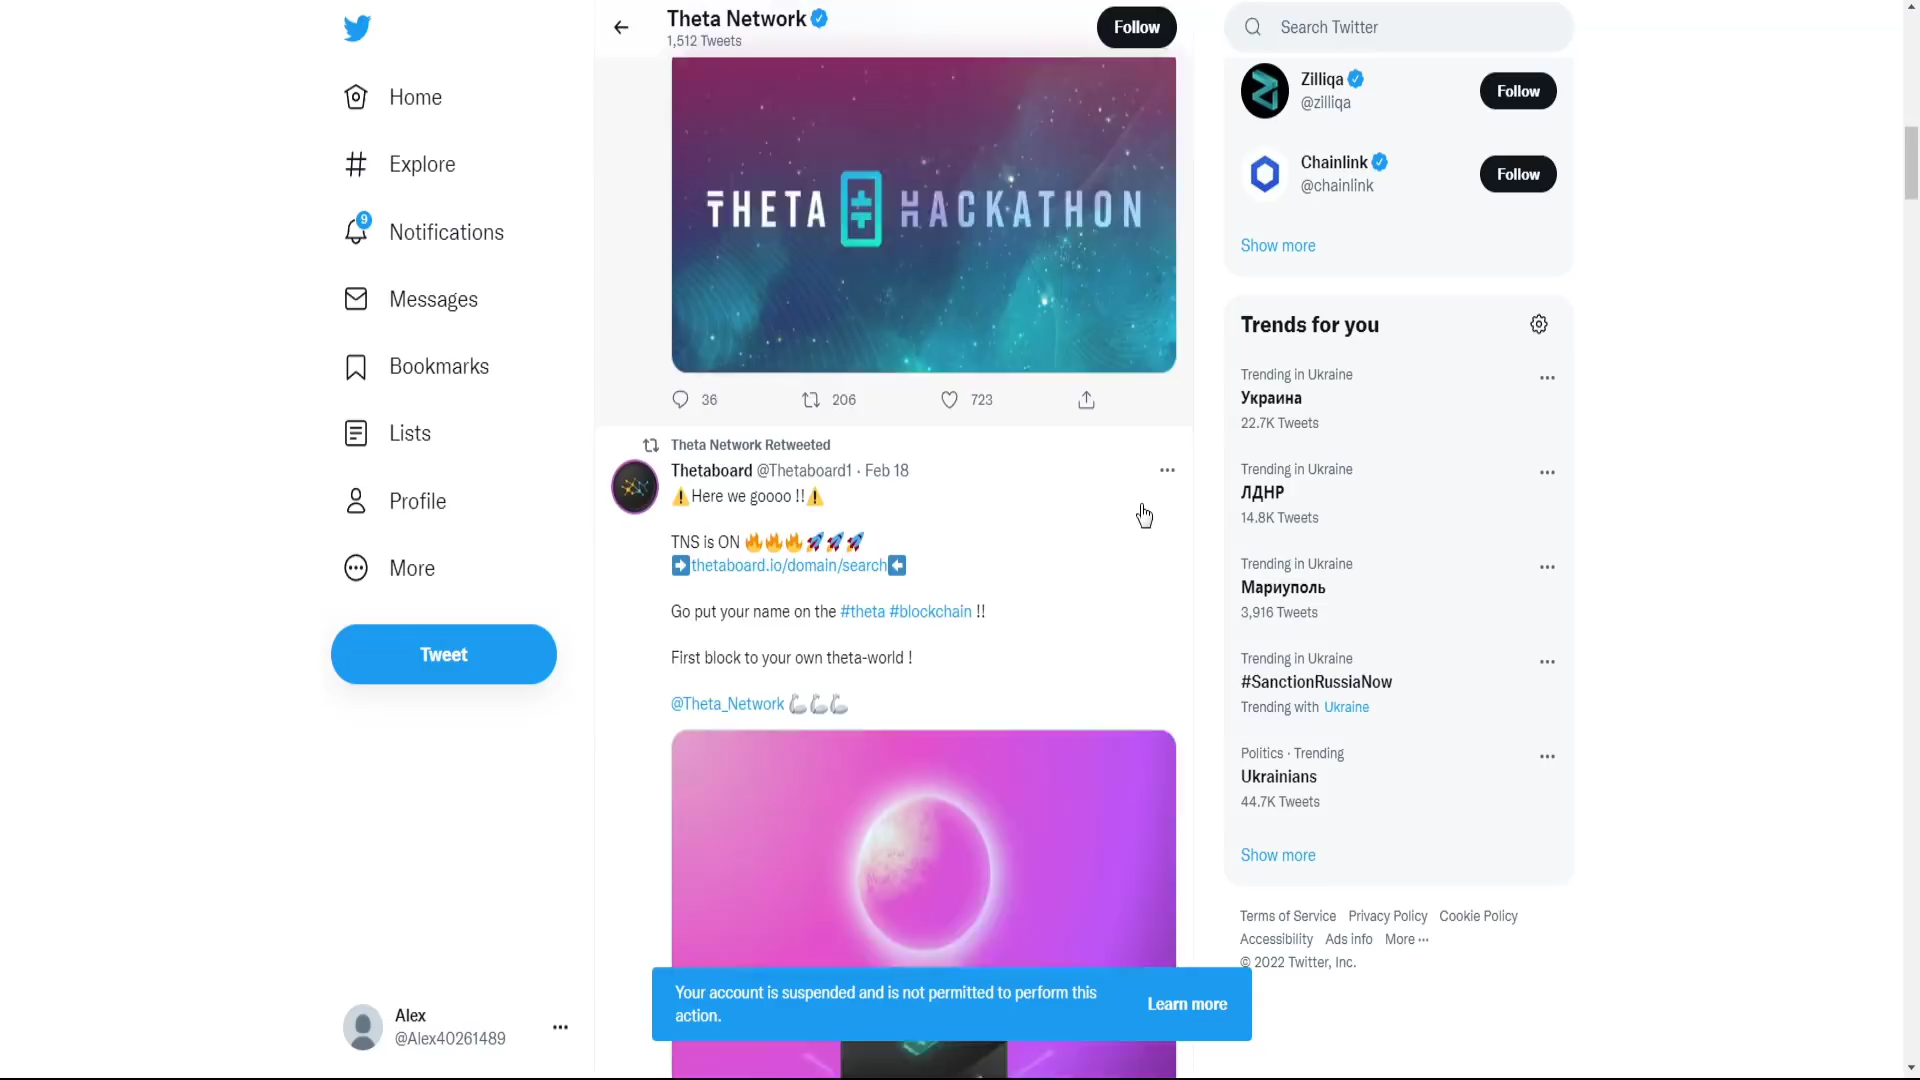 Home
Explore
9
Notifications
Messages
Bookmarks
Lists
Profile
More
Tweet
Alex
@Alex40261489
Theta Network
1,512 Tweets
Follow
THETA HACKATHON
36 206 723
Theta Network Retweeted
Thetaboard @Thetaboard1 · Feb 18
⚠️Here we goooo !!⚠️
TNS is ON 🔥🔥🔥🚀🚀🚀
➡️thetaboard.io/domain/search⬅️
Go put your name on the #theta #blockchain !!
First block to your own theta-world !
@Theta_Network 🦾🦾🦾
Your account is suspended and is not permitted to perform this
action.
Learn more
Search Twitter
Zilliqa
@zilliqa
Follow
Chainlink
@chainlink
Follow
Show more
Trends for you
Trending in Ukraine
Украина
22.7K Tweets
Trending in Ukraine
ЛДНР
14.8K Tweets
Trending in Ukraine
Мариуполь
3,916 Tweets
Trending in Ukraine
#SanctionRussiaNow
Trending with Ukraine
Politics · Trending
Ukrainians
44.7K Tweets
Show more
Terms of Service Privacy Policy Cookie Policy
Accessibility Ads info More ···
© 2022 Twitter, Inc.